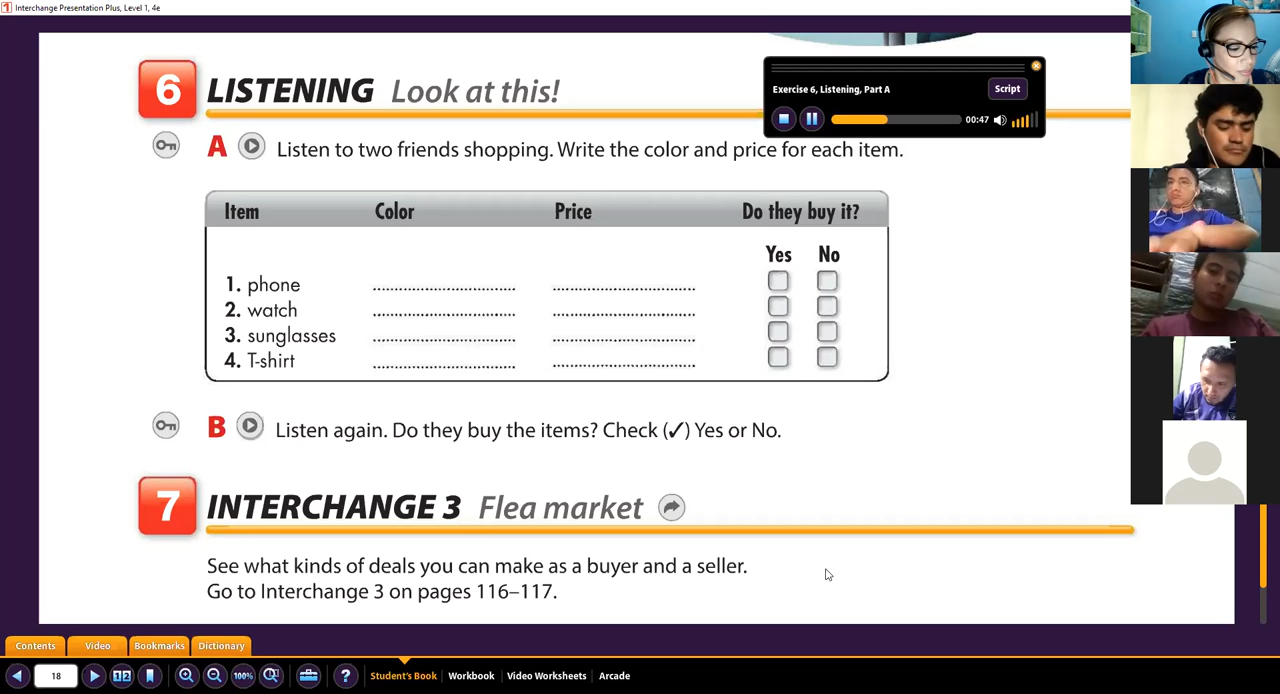 Interchange Presentation Plus, Level 1, 4e
6 LISTENING Look at this!
Exercise 6, Listening, Part A
Script
00:47
A Listen to two friends shopping. Write the color and price for each item.
Item Color Price Do they buy it?
Yes No
1. phone ........................... ...........................
2. watch ........................... ...........................
3. sunglasses ........................... ...........................
4. T-shirt ........................... ...........................
B Listen again. Do they buy the items? Check (✓) Yes or No.
7 INTERCHANGE 3 Flea market
See what kinds of deals you can make as a buyer and a seller.
Go to Interchange 3 on pages 116–117.
Contents Video Bookmarks Dictionary
18 1 2 100% ? Student's Book Workbook Video Worksheets Arcade